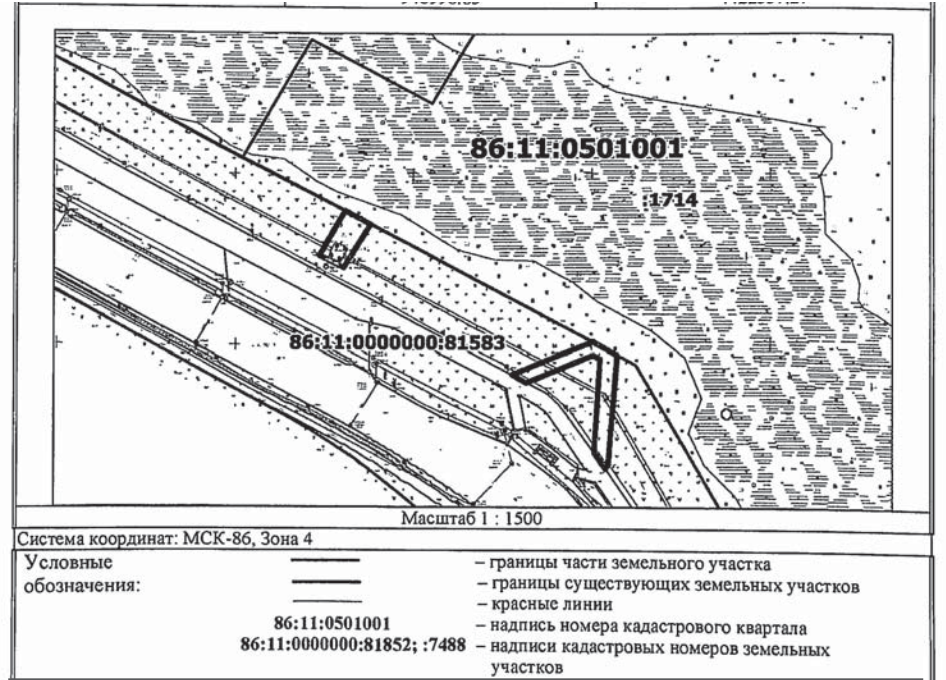 86:11:0501001
:1714
86:11:0000000:81583
Масштаб 1 : 1500
Система координат: МСК-86, Зона 4
Условные обозначения:
– границы части земельного участка
– границы существующих земельных участков
– красные линии
86:11:0501001 – надпись номера кадастрового квартала
86:11:0000000:81852; :7488 – надписи кадастровых номеров земельных
участков